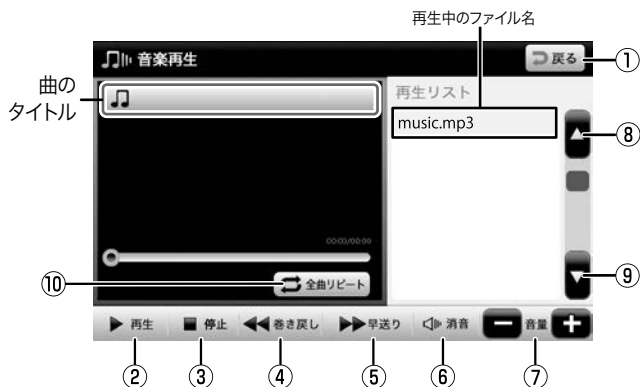 再生中のファイル名
音楽再生
戻る
①
曲の
タイトル
再生リスト
music.mp3
⑧
00:00/00:00
⑩
全曲リピート
⑨
再生
停止
巻き戻し
早送り
消音
音量
②
③
④
⑤
⑥
⑦